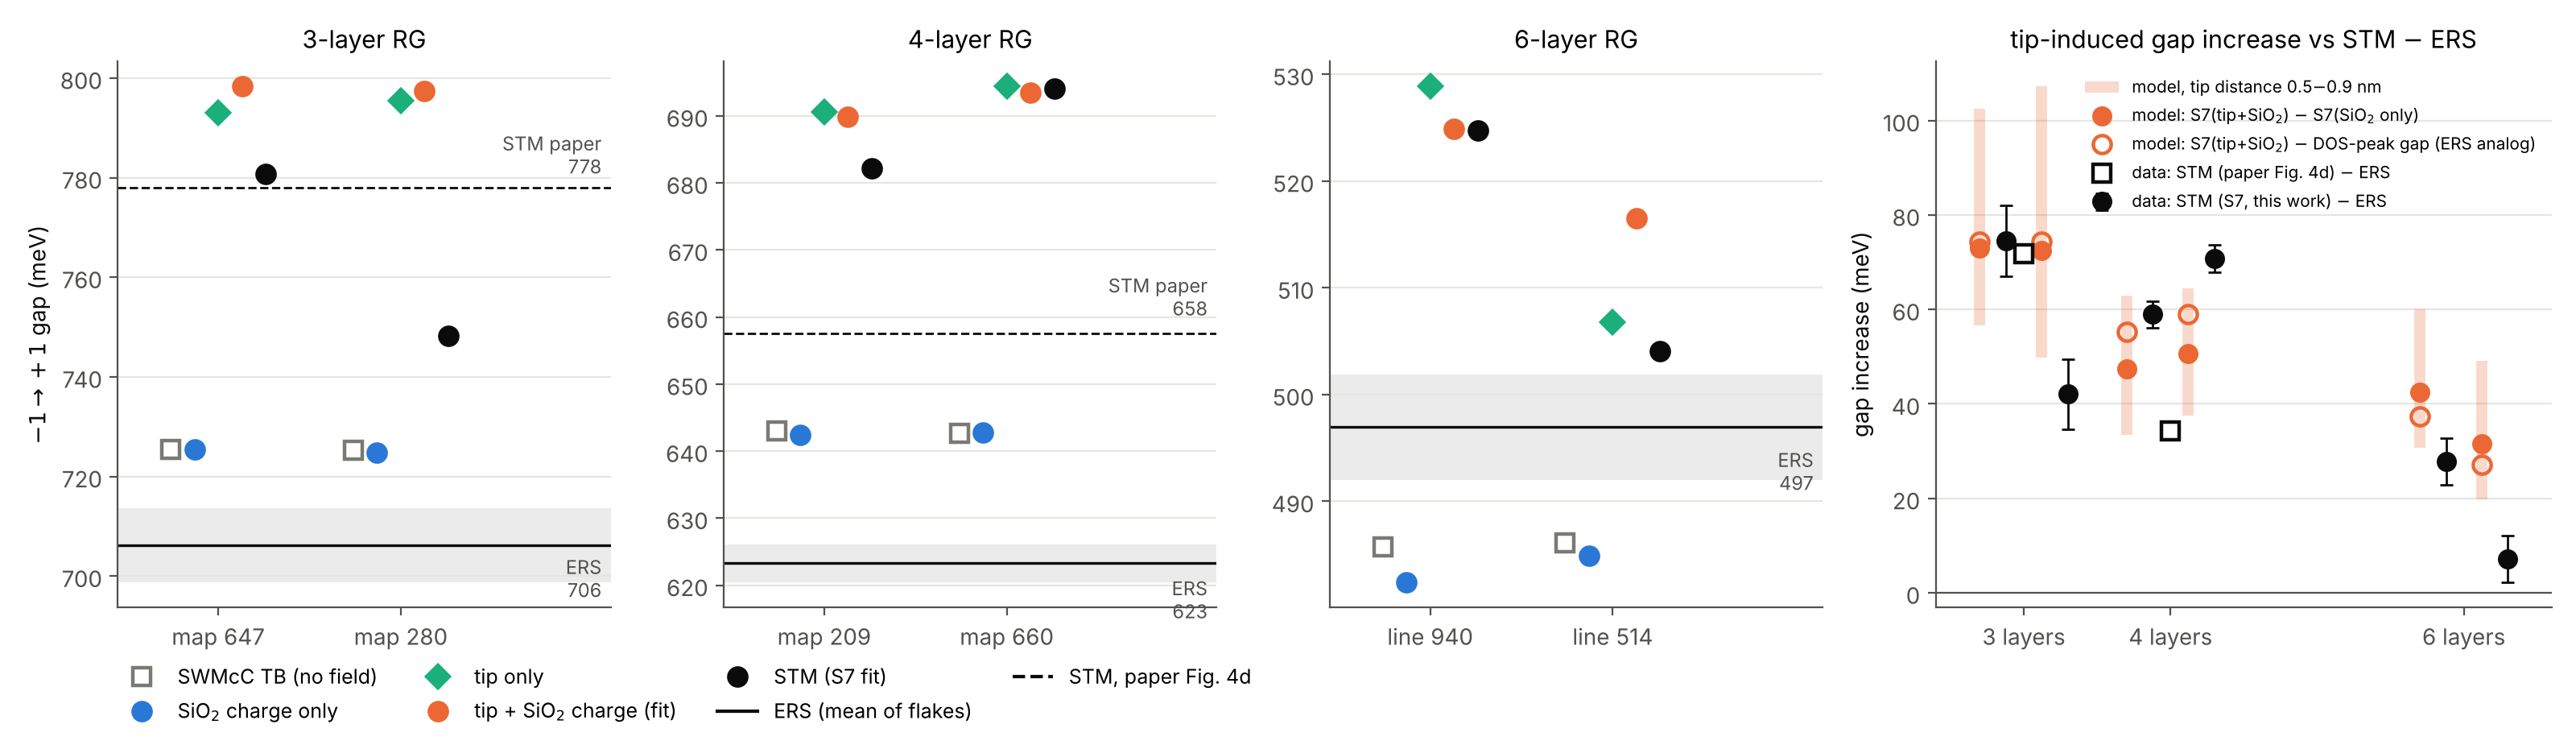 3-layer RG
−1 → + 1 gap (meV)
800
780
760
740
720
700
STM paper
778
ERS
706
map 647
map 280
4-layer RG
690
680
670
660
650
640
630
620
STM paper
658
ERS
623
map 209
map 660
6-layer RG
530
520
510
500
490
ERS
497
line 940
line 514
tip-induced gap increase vs STM − ERS
gap increase (meV)
100
80
60
40
20
0
model, tip distance 0.5−0.9 nm
model: S7(tip+SiO₂) − S7(SiO₂ only)
model: S7(tip+SiO₂) − DOS-peak gap (ERS analog)
data: STM (paper Fig. 4d) − ERS
data: STM (S7, this work) − ERS
3 layers
4 layers
6 layers
SWMcC TB (no field)
SiO₂ charge only
tip only
tip + SiO₂ charge (fit)
STM (S7 fit)
ERS (mean of flakes)
STM, paper Fig. 4d